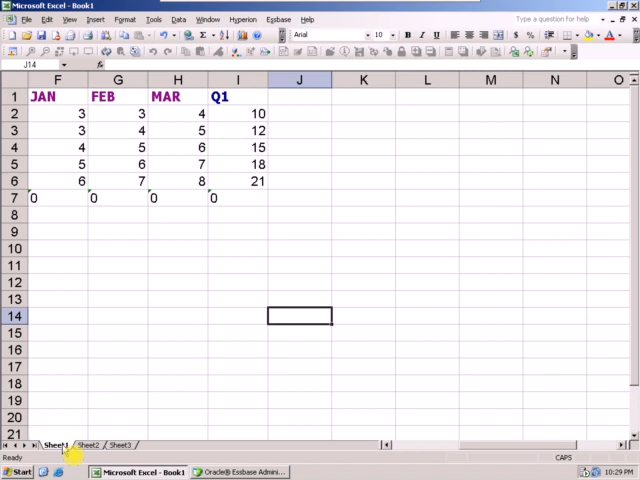 Microsoft Excel - Book1
File Edit View Insert Format Tools Data Window Hyperion Essbase Help
Type a question for help
Arial 10 B I U
J14 fx
F G H I J K L M N O
1 JAN FEB MAR Q1
2 3 3 4 10
3 3 4 5 12
4 4 5 6 15
5 5 6 7 18
6 6 7 8 21
7 0 0 0 0
8
9
10
11
12
13
14
15
16
17
18
19
20
21
Sheet1 Sheet2 Sheet3
Ready CAPS
Start Microsoft Excel - Book1 Oracle® Essbase Admini... 10:29 PM